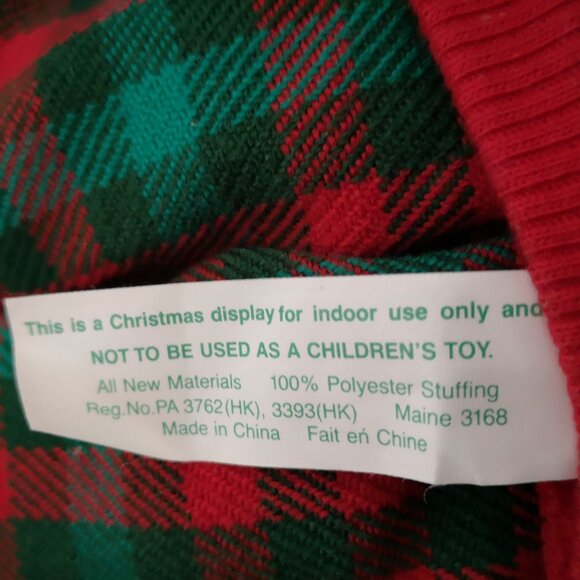 This is a Christmas display for indoor use only and
NOT TO BE USED AS A CHILDREN'S TOY.
All New Materials 100% Polyester Stuffing
Reg.No.PA 3762(HK), 3393(HK) Maine 3168
Made in China Fait eń Chine